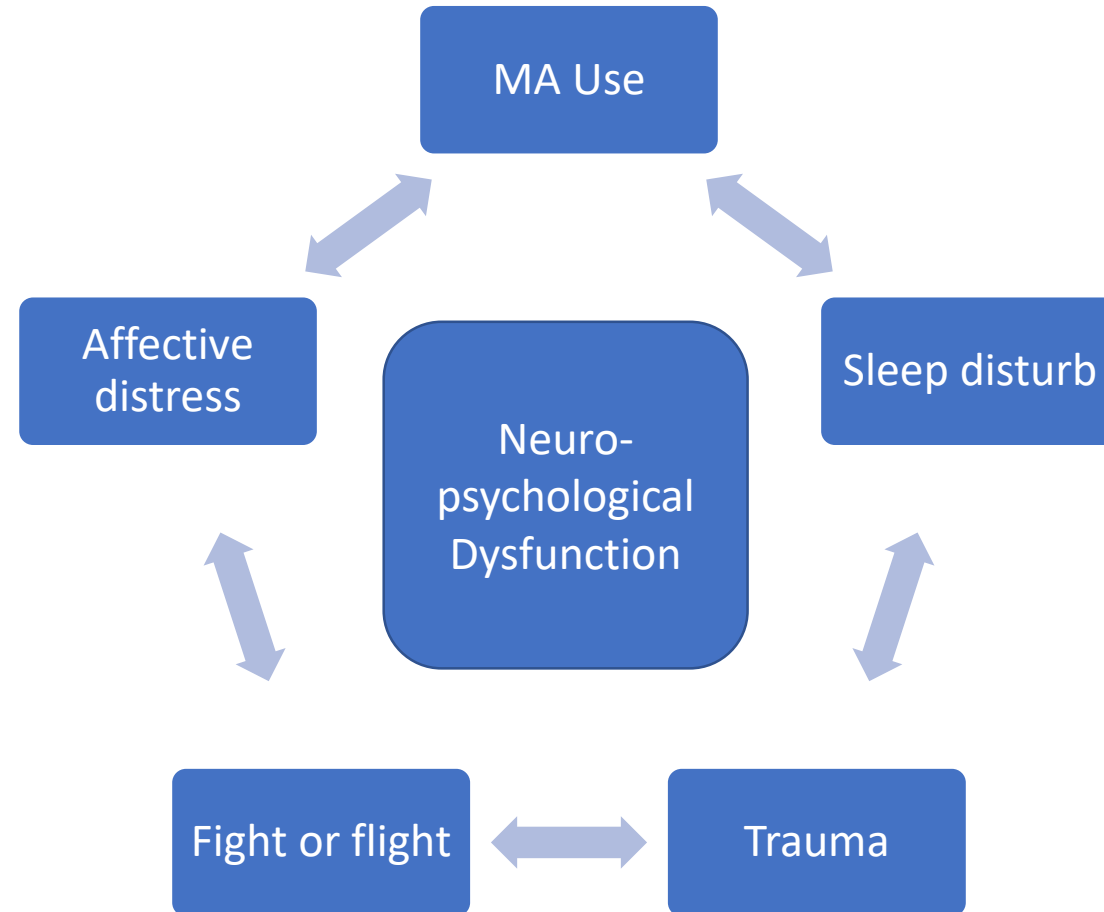 MA Use
Affective
distress
Sleep disturb
Neuro-
psychological
Dysfunction
Fight or flight
Trauma